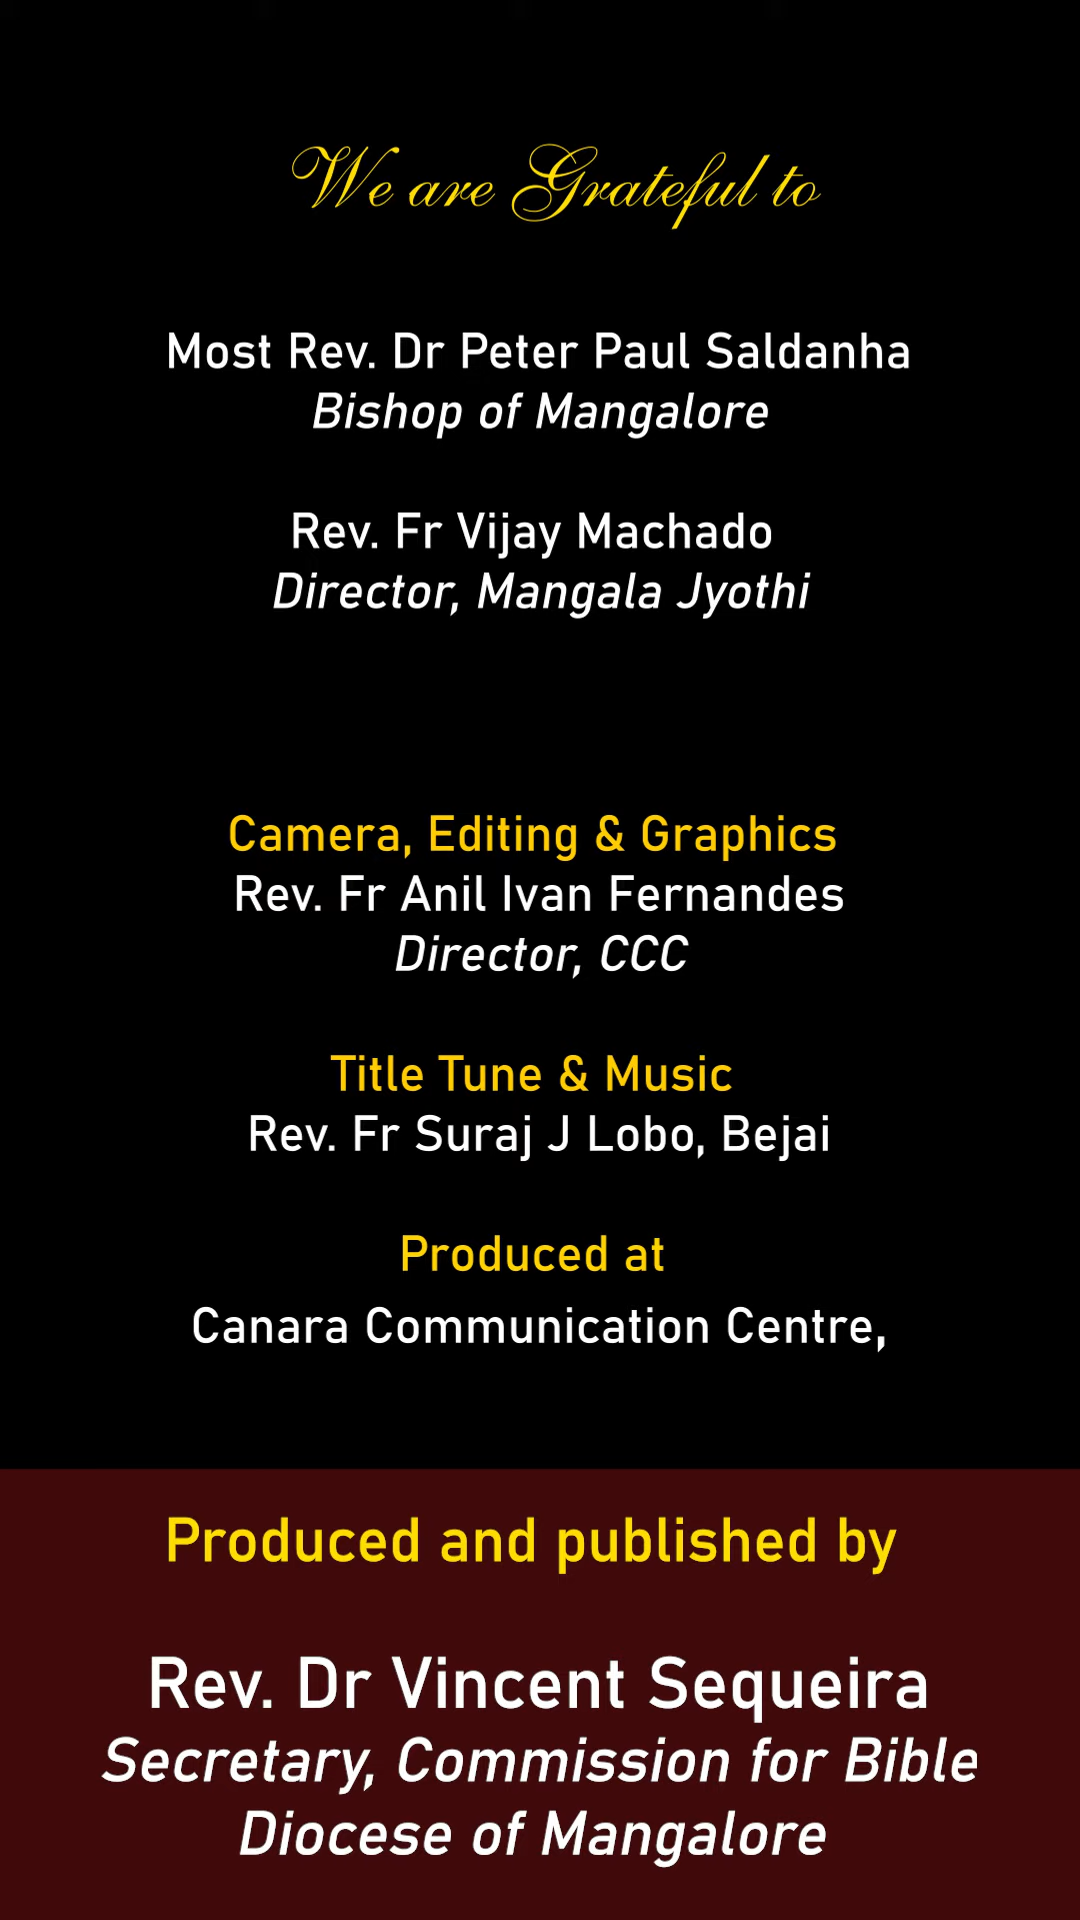 We are Grateful to
Most Rev. Dr Peter Paul Saldanha
Bishop of Mangalore
Rev. Fr Vijay Machado
Director, Mangala Jyothi
Camera, Editing & Graphics
Rev. Fr Anil Ivan Fernandes
Director, CCC
Title Tune & Music
Rev. Fr Suraj J Lobo, Bejai
Produced at
Canara Communication Centre,
Produced and published by
Rev. Dr Vincent Sequeira
Secretary, Commission for Bible
Diocese of Mangalore